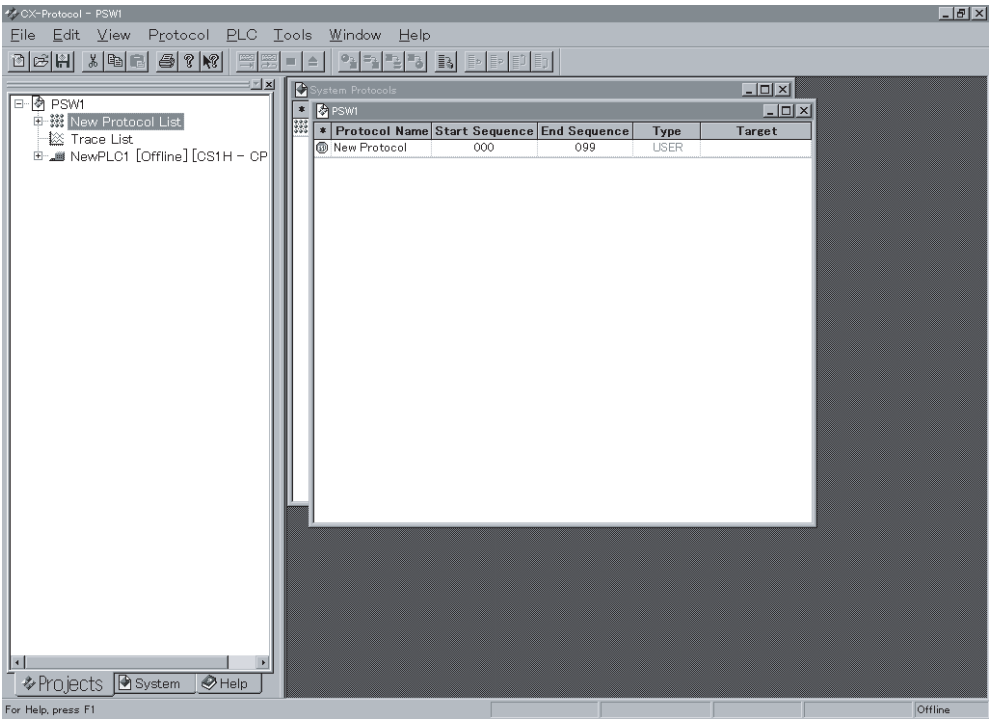 CX-Protocol - PSW1
File Edit View Protocol PLC Tools Window Help
PSW1
New Protocol List
Trace List
NewPLC1 [Offline] [CS1H - CP
System Protocols
PSW1
* Protocol Name Start Sequence End Sequence Type Target
New Protocol 000 099 USER
Projects System Help
For Help, press F1 Offline